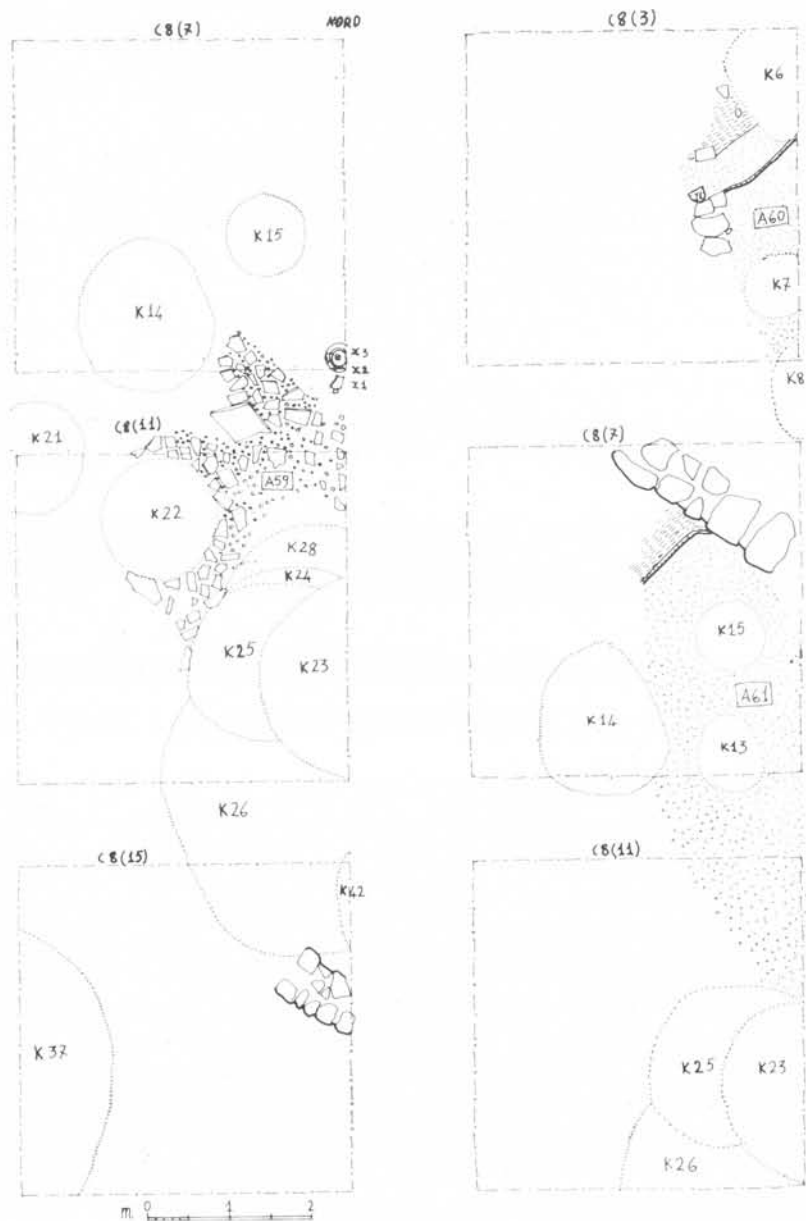 C8(7)
NORD
K15
K14
X3
X2
X1
K21
C8(11)
A59
K22
K28
K24
K25
K23
K26
C8(15)
K42
K37
m. 0 1 2
C8(3)
K6
A60
K7
K8
C8(7)
K15
A61
K14
K13
C8(11)
K25
K23
K26